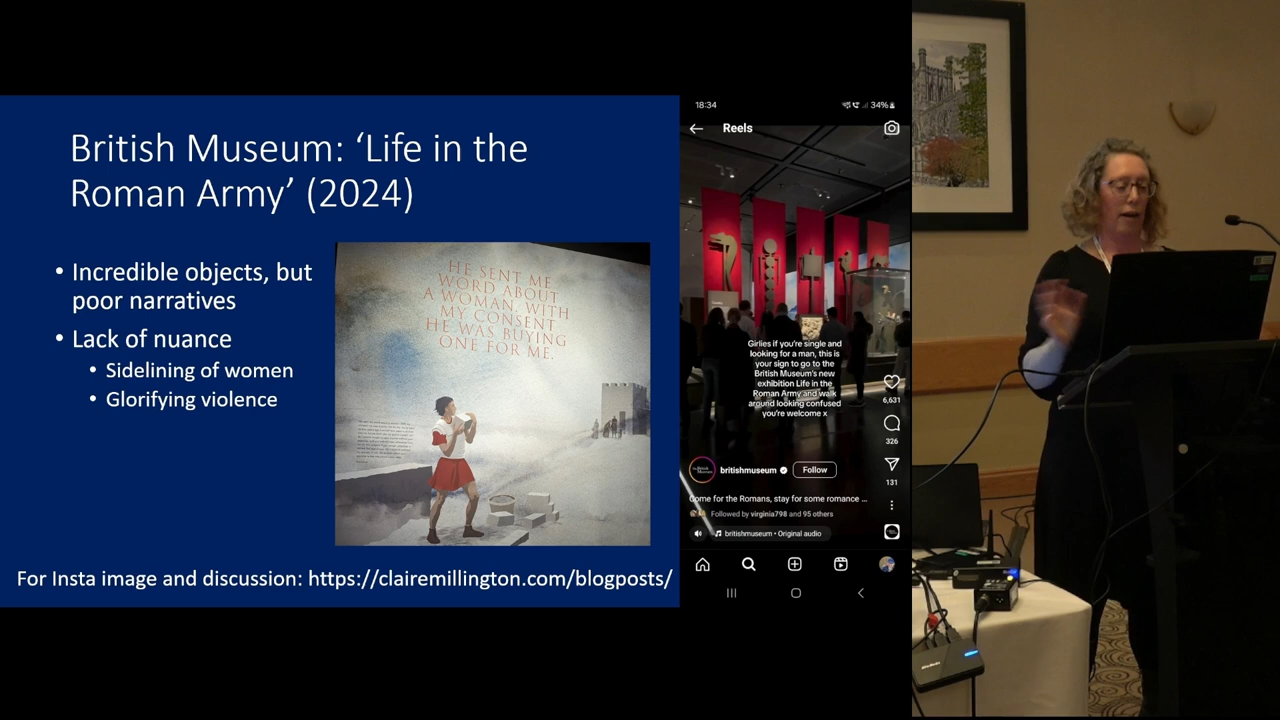 British Museum: ‘Life in the
Roman Army’ (2024)
• Incredible objects, but
poor narratives
• Lack of nuance
• Sidelining of women
• Glorifying violence
HE SENT ME
WORD ABOUT
A WOMAN. WITH
MY CONSENT
HE WAS BUYING
ONE FOR ME.
For Insta image and discussion: https://clairemillington.com/blogposts/
18:34
34%
Reels
Girlies if you're single and
looking for a man, this is
your sign to go to the
British Museum's new
exhibition Life in the
Roman Army and walk
around looking confused
you're welcome x
6,631
326
131
britishmuseum
Follow
Come for the Romans, stay for some romance ...
Followed by virginia798 and 95 others
britishmuseum • Original audio